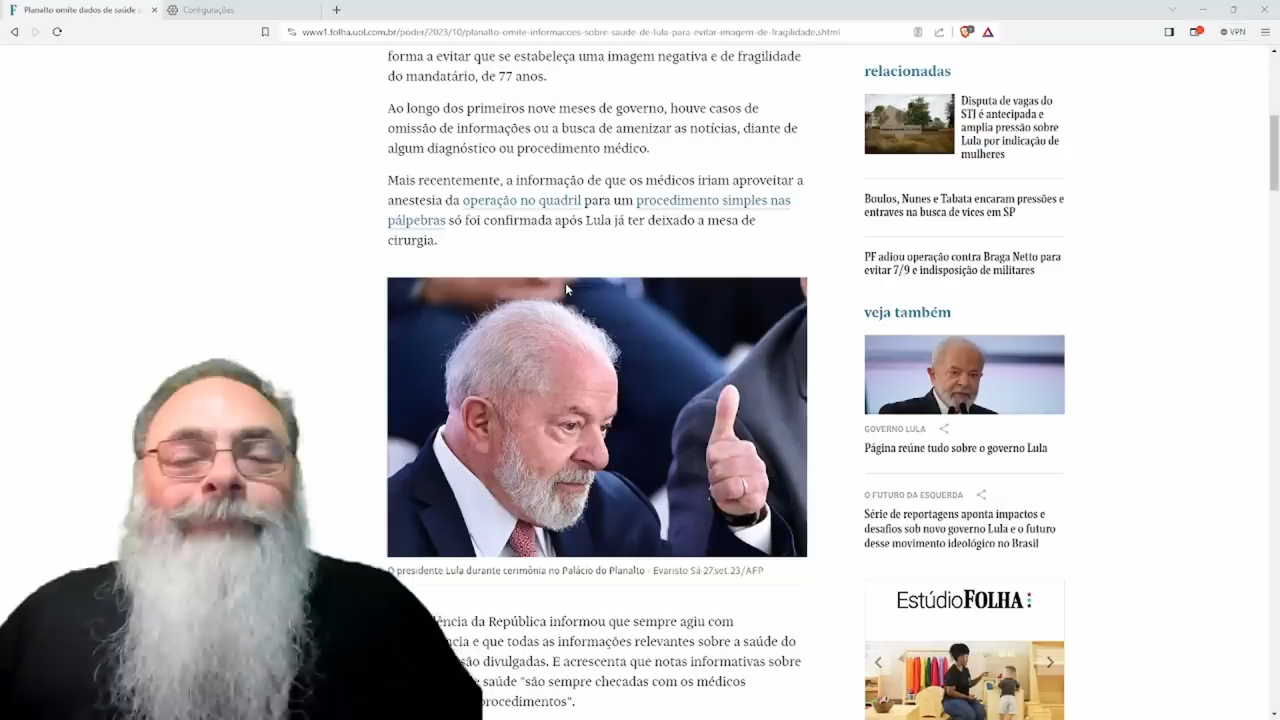 Planalto omite dados de saúde
Configurações
www1.folha.uol.com.br/poder/2023/10/planalto-omite-informacoes-sobre-saude-de-lula-para-evitar-imagem-de-fragilidade.shtml
VPN
forma a evitar que se estabeleça uma imagem negativa e de fragilidade
do mandatário, de 77 anos.
Ao longo dos primeiros nove meses de governo, houve casos de
omissão de informações ou a busca de amenizar as notícias, diante de
algum diagnóstico ou procedimento médico.
Mais recentemente, a informação de que os médicos iriam aproveitar a
anestesia da operação no quadril para um procedimento simples nas
pálpebras só foi confirmada após Lula já ter deixado a mesa de
cirurgia.
O presidente Lula durante cerimônia no Palácio do Planalto - Evaristo Sá-27.set.23/AFP
ência da República informou que sempre agiu com
ncia e que todas as informações relevantes sobre a saúde do
são divulgadas. E acrescenta que notas informativas sobre
e saúde "são sempre checadas com os médicos
procedimentos".
relacionadas
Disputa de vagas do
STJ é antecipada e
amplia pressão sobre
Lula por indicação de
mulheres
Boulos, Nunes e Tabata encaram pressões e
entraves na busca de vices em SP
PF adiou operação contra Braga Netto para
evitar 7/9 e indisposição de militares
veja também
GOVERNO LULA
Página reúne tudo sobre o governo Lula
O FUTURO DA ESQUERDA
Série de reportagens aponta impactos e
desafios sob novo governo Lula e o futuro
desse movimento ideológico no Brasil
EstúdioFOLHA: